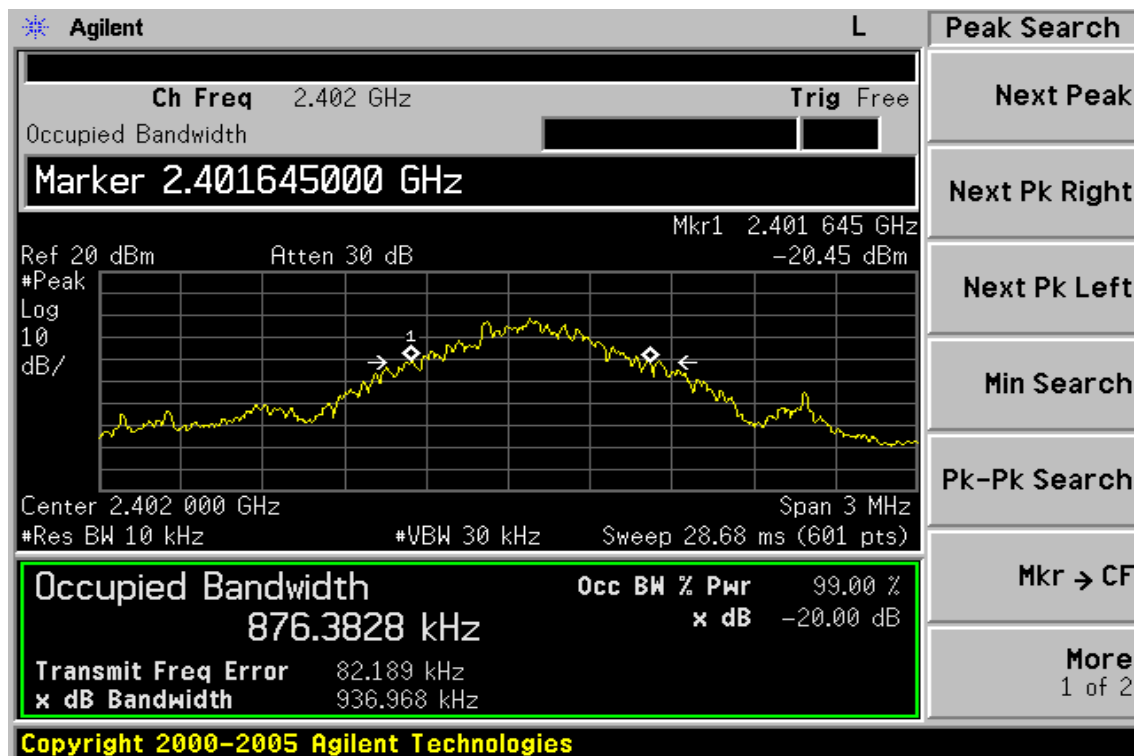 Agilent L
Peak Search
Ch Freq 2.402 GHz Trig Free
Occupied Bandwidth
Marker 2.401645000 GHz
Mkr1 2.401 645 GHz
Ref 20 dBm Atten 30 dB -20.45 dBm
#Peak
Log
10
dB/
1
Center 2.402 000 GHz Span 3 MHz
#Res BW 10 kHz #VBW 30 kHz Sweep 28.68 ms (601 pts)
Occupied Bandwidth
876.3828 kHz
Occ BW % Pwr 99.00 %
x dB -20.00 dB
Transmit Freq Error 82.189 kHz
x dB Bandwidth 936.968 kHz
Next Peak
Next Pk Right
Next Pk Left
Min Search
Pk-Pk Search
Mkr → CF
More
1 of 2
Copyright 2000-2005 Agilent Technologies